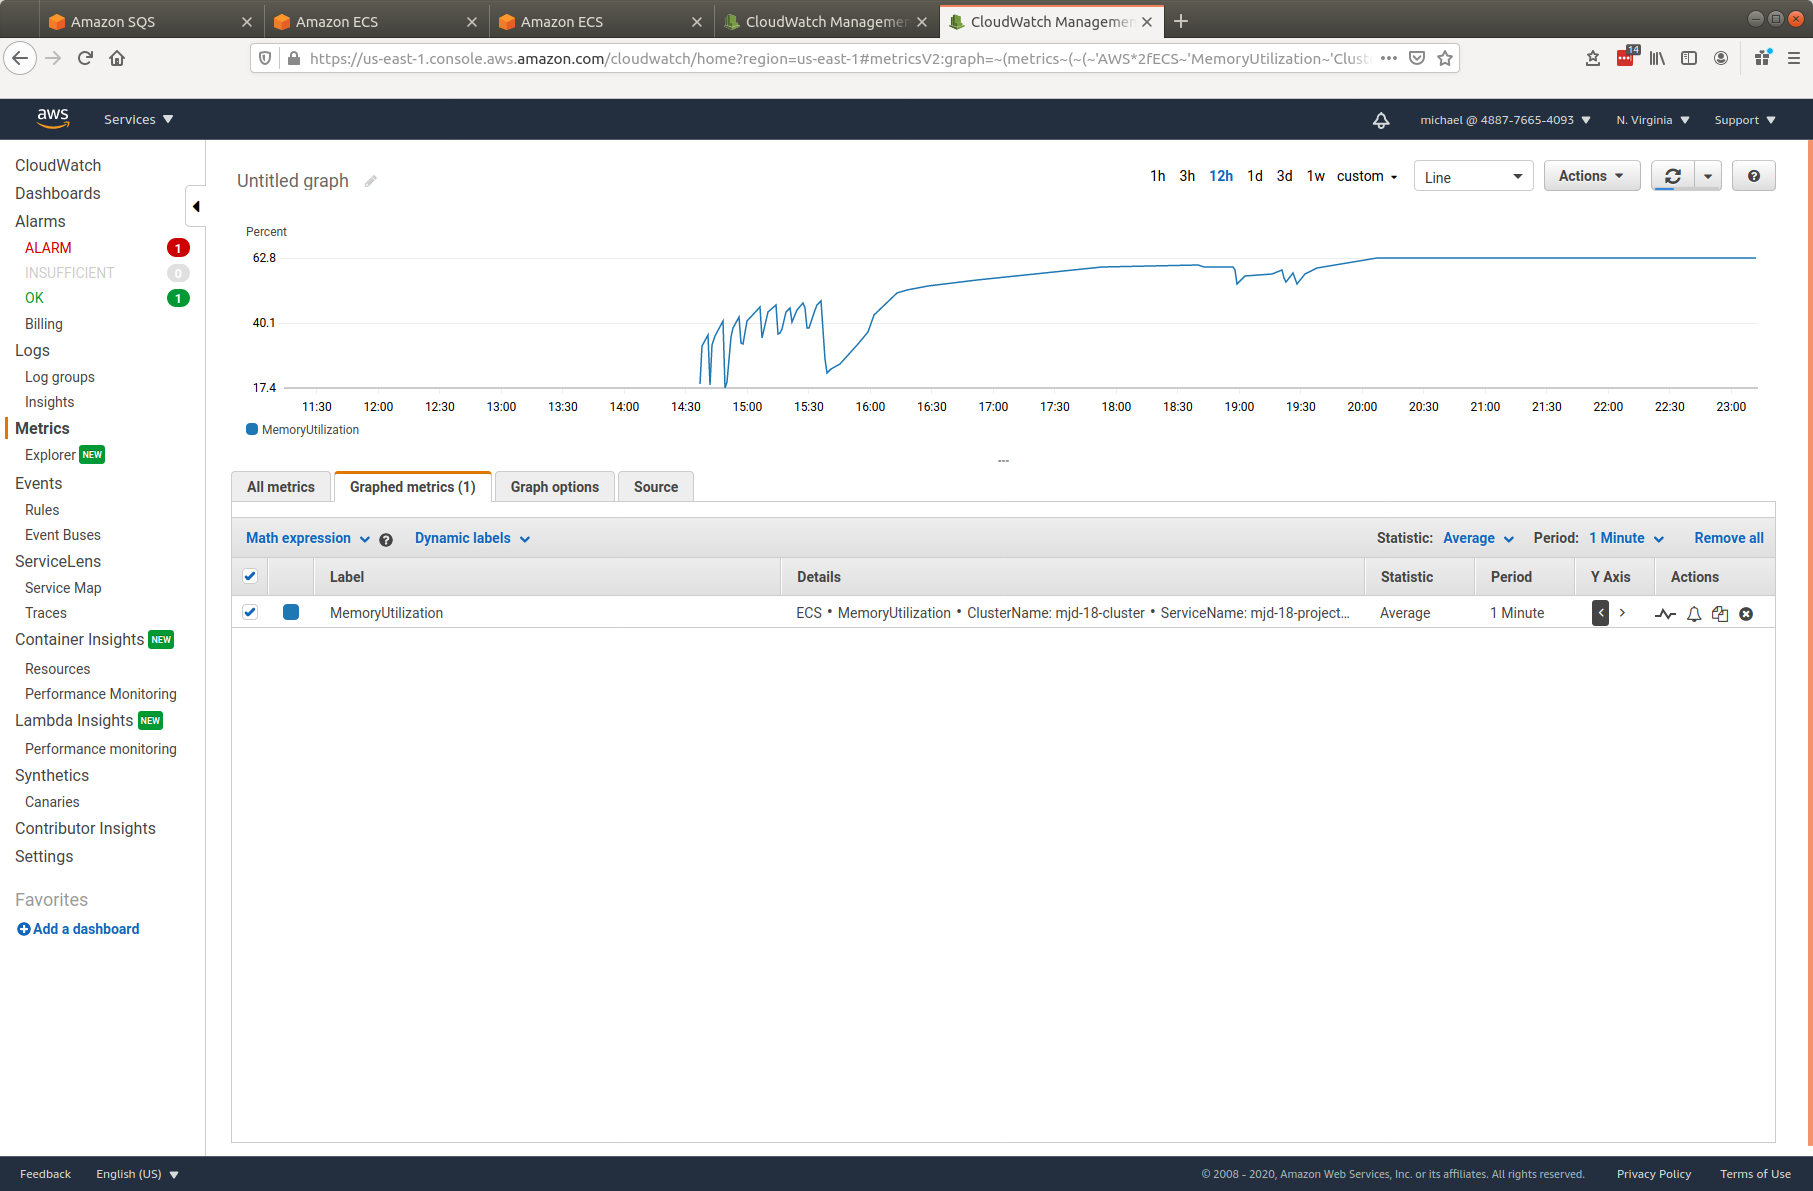 Amazon SQS
Amazon ECS
Amazon ECS
CloudWatch Managemen
CloudWatch Managemen
https://us-east-1.console.aws.amazon.com/cloudwatch/home?region=us-east-1#metricsV2:graph=~(metrics~(~(~'AWS*2fECS~'MemoryUtilization~'Cluste
14
aws
Services
michael @ 4887-7665-4093
N. Virginia
Support
CloudWatch
Dashboards
Alarms
ALARM 1
INSUFFICIENT 0
OK 1
Billing
Logs
Log groups
Insights
Metrics
Explorer NEW
Events
Rules
Event Buses
ServiceLens
Service Map
Traces
Container Insights NEW
Resources
Performance Monitoring
Lambda Insights NEW
Performance monitoring
Synthetics
Canaries
Contributor Insights
Settings
Favorites
Add a dashboard
Untitled graph
1h 3h 12h 1d 3d 1w custom
Line
Actions
Percent
62.8
40.1
17.4
11:30 12:00 12:30 13:00 13:30 14:00 14:30 15:00 15:30 16:00 16:30 17:00 17:30 18:00 18:30 19:00 19:30 20:00 20:30 21:00 21:30 22:00 22:30 23:00
MemoryUtilization
All metrics
Graphed metrics (1)
Graph options
Source
Math expression
Dynamic labels
Statistic: Average
Period: 1 Minute
Remove all
Label Details Statistic Period Y Axis Actions
MemoryUtilization ECS • MemoryUtilization • ClusterName: mjd-18-cluster • ServiceName: mjd-18-project... Average 1 Minute < >
Feedback
English (US)
© 2008 - 2020, Amazon Web Services, Inc. or its affiliates. All rights reserved.
Privacy Policy
Terms of Use